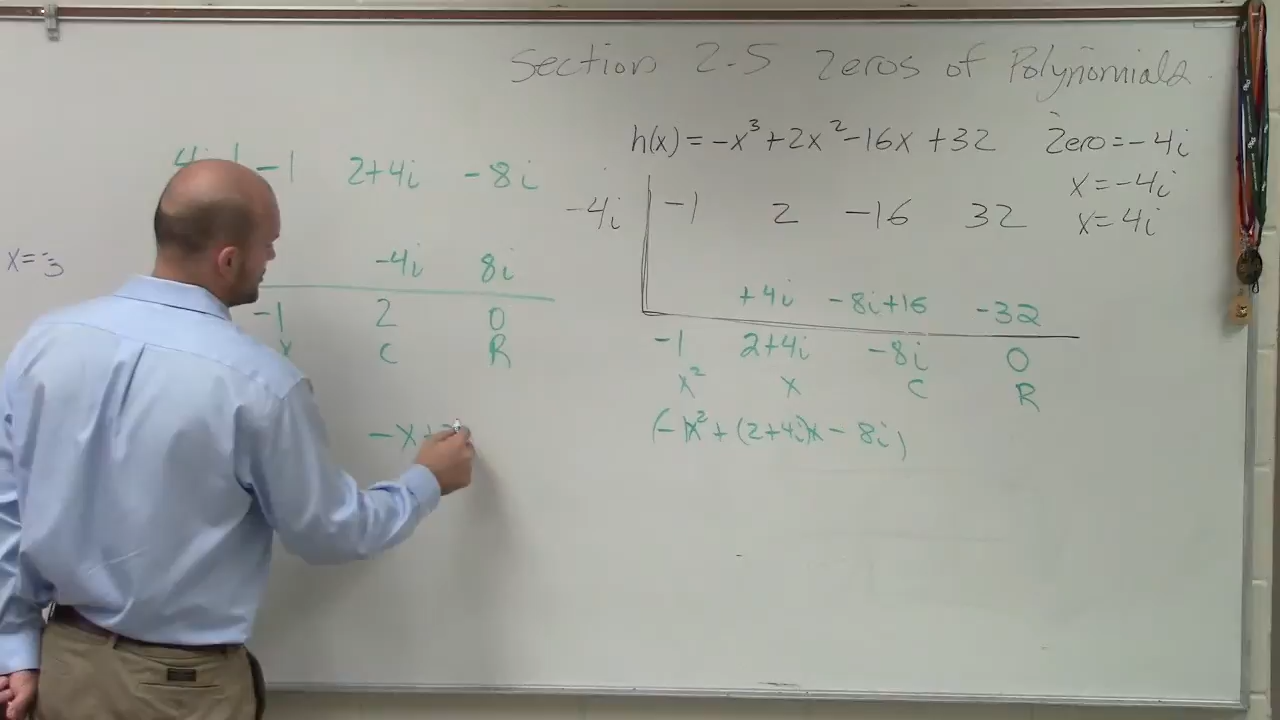 Section 2.5 Zeros of Polynomials
h(x) = -x³ + 2x² - 16x + 32 Zero = -4i
x = -4i
x = 4i
-4i | -1 2 -16 32
+4i -8i+16 -32
-1 2+4i -8i 0
x² x C R
(-1)x² + (2+4i)x - 8i)
4i | -1 2+4i -8i
-4i 8i
-1 2 0
x C R
-x+
x=